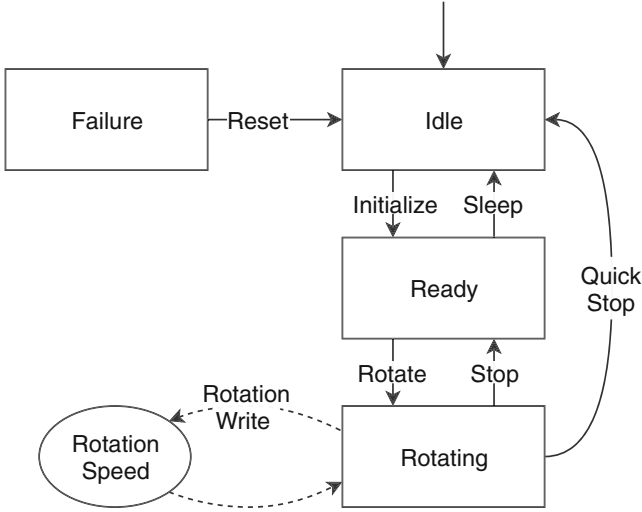 Failure
Reset
Idle
Initialize
Sleep
Ready
Quick
Stop
Rotate
Stop
Rotation
Write
Rotation
Speed
Rotating